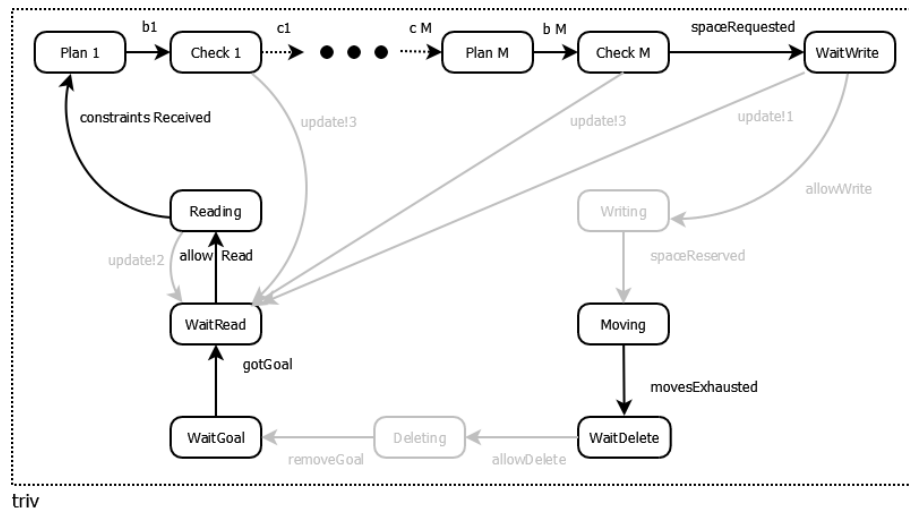 b1
c1
c M
b M
spaceRequested
Plan 1
Check 1
Plan M
Check M
WaitWrite
constraints Received
update!3
update!3
update!1
allowWrite
Reading
Writing
update!2
allow Read
spaceReserved
WaitRead
Moving
gotGoal
movesExhausted
WaitGoal
Deleting
WaitDelete
removeGoal
allowDelete
triv